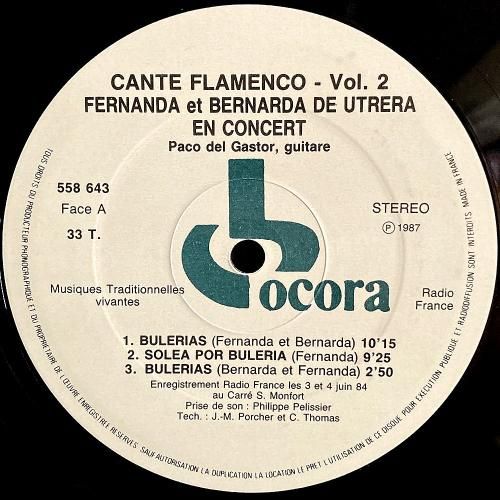 CANTE FLAMENCO - Vol. 2
FERNANDA et BERNARDA DE UTRERA
EN CONCERT
Paco del Gastor, guitare
558 643
Face A
33 T.
STEREO
Ⓟ 1987
Musiques Traditionnelles
vivantes
ocora
Radio
France
1. BULERIAS (Fernanda et Bernarda) 10'15
2. SOLEA POR BULERIA (Fernanda) 9'25
3. BULERIAS (Bernarda et Fernanda) 2'50
Enregistrement Radio France les 3 et 4 juin 84
au Carré S. Monfort
Prise de son : Philippe Pelissier
Tech. : J.-M. Porcher et C. Thomas
TOUS DROITS DU PRODUCTEUR PHONOGRAPHIQUE ET DU PROPRIETAIRE DE L'ŒUVRE ENREGISTREE RESERVES SAUF AUTORISATION LA DUPLICATION LA LOCATION LE PRET L'UTILISATION DE CE DISQUE POUR EXECUTION PUBLIQUE ET RADIODIFFUSION SONT INTERDITS MADE IN FRANCE